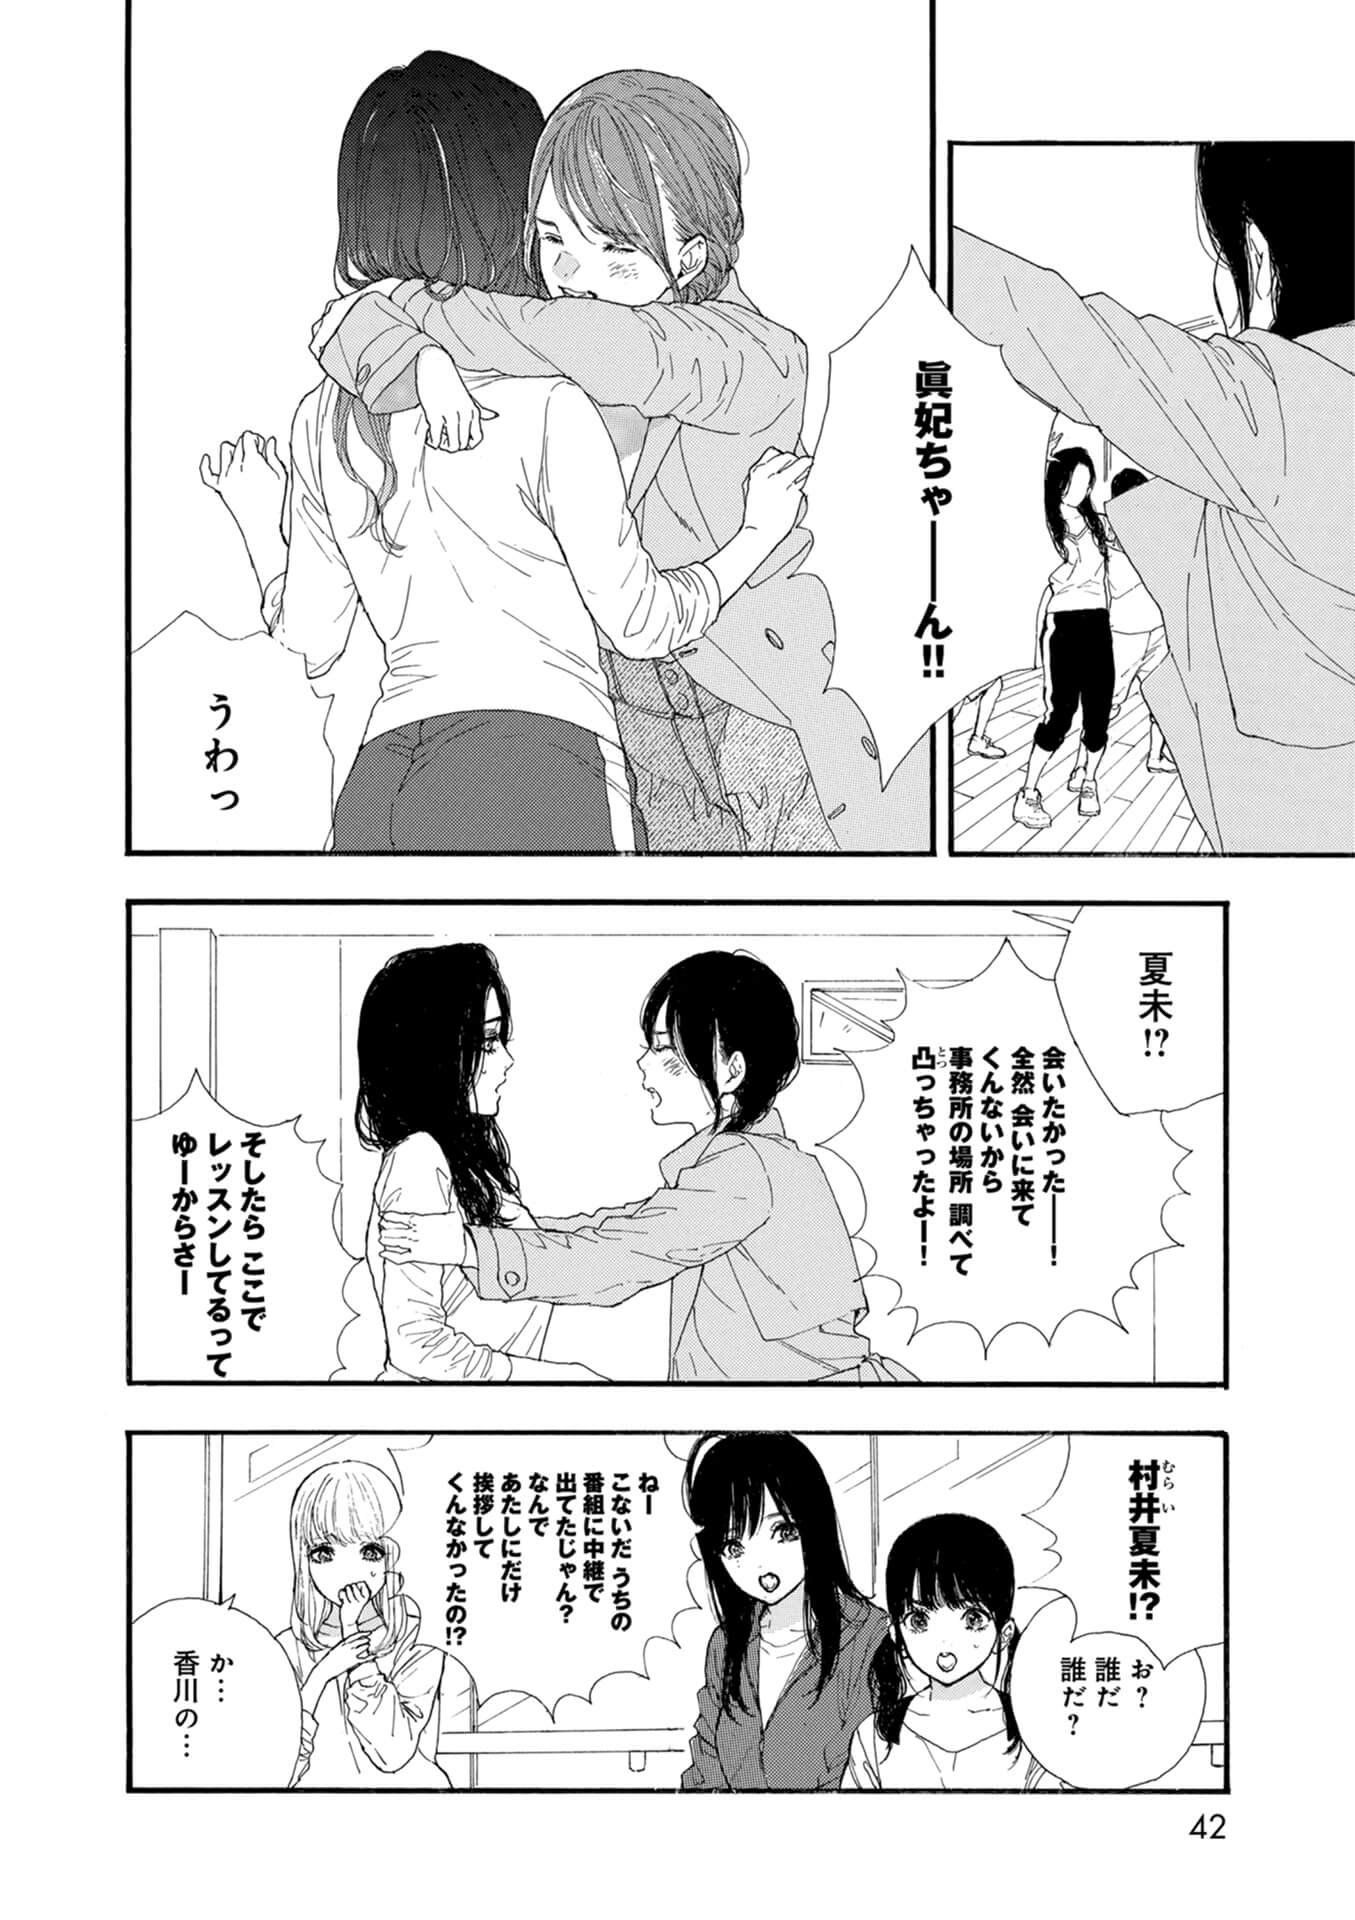 眞妃ちゃ――ん!!
うわっ
夏未!?
会いたかった――!
全然 会いに来て
くんないから
事務所の場所 調べて
凸っちゃったよー!
とつ
そしたら ここで
レッスンしてるって
ゆーからさー
村井夏未!?
むらい
お?
誰だ
誰だ?
ねー
こないだ うちの
番組に中継で
出てたじゃん?
なんで
あたしにだけ
挨拶して
くんなかったの!?
か…
香川の…
42